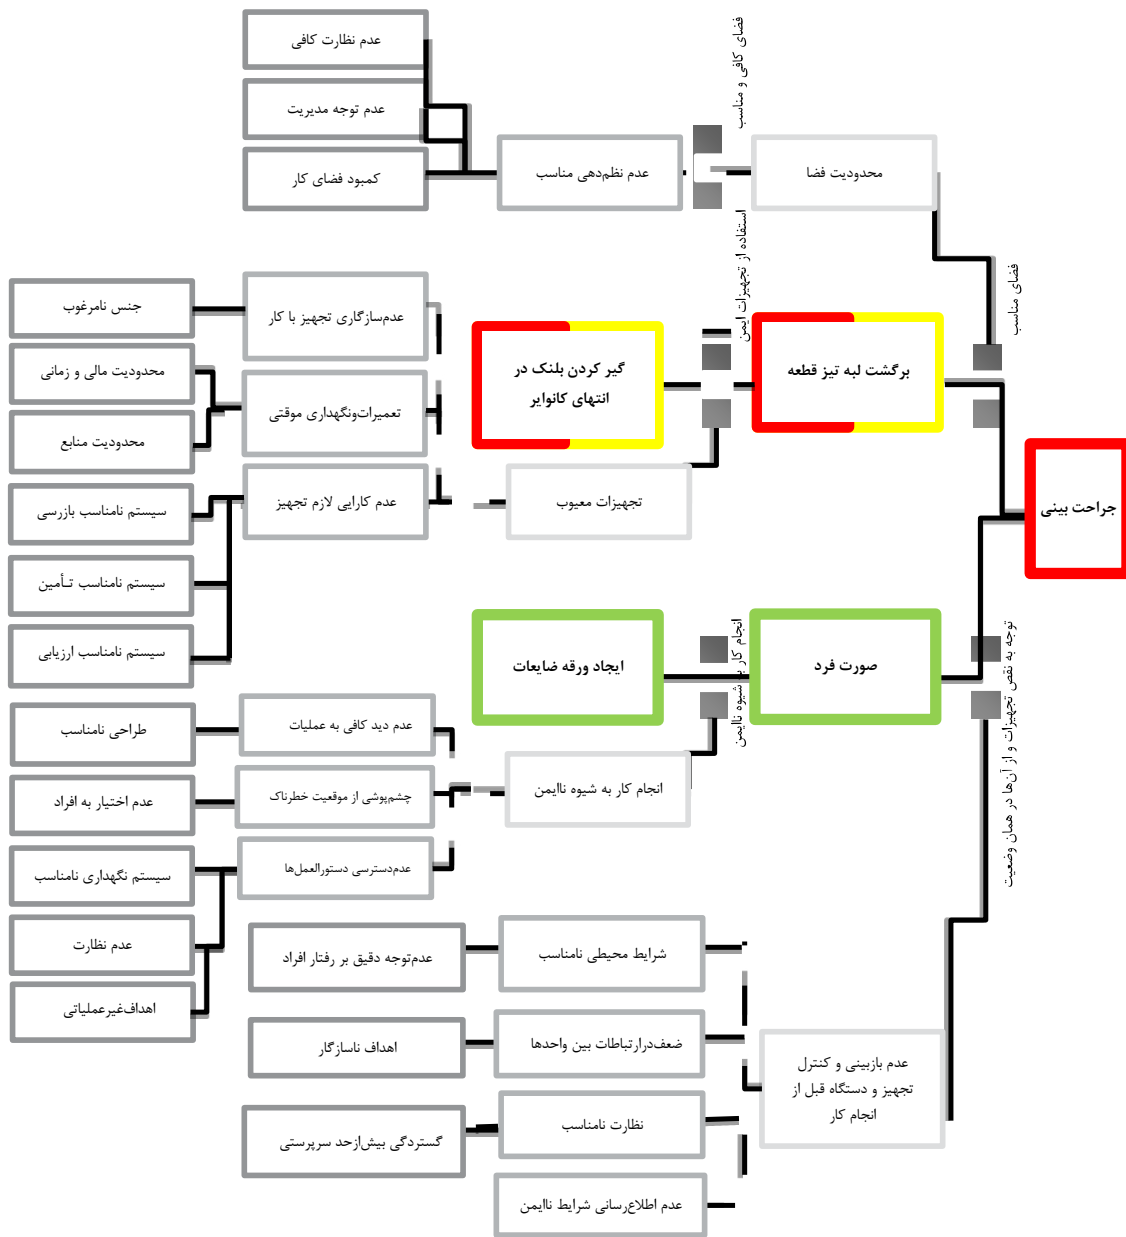 عدم نظارت کافی
عدم توجه مدیریت
کمبود فضای کار
عدم نظم‌دهی مناسب
فضای کافی و مناسب
محدودیت فضا
فضای مناسب
استفاده از تجهیزات ایمن
جنس نامرغوب
عدم‌سازگاری تجهیز با کار
محدودیت مالی و زمانی
محدودیت منابع
تعمیرات‌ونگهداری موقتی
گیر کردن بلنک در
انتهای کانوایر
برگشت لبه تیز قطعه
جراحت بینی
سیستم نامناسب بازرسی
عدم کارایی لازم تجهیز
تجهیزات معیوب
سیستم نامناسب تـأمین
سیستم نامناسب ارزیابی
ایجاد ورقه ضایعات
انجام کار به شیوه ناایمن
صورت فرد
توجه به نقص تجهیزات و از آن‌ها در همان وضعیت
طراحی نامناسب
عدم دید کافی به عملیات
عدم اختیار به افراد
چشم‌پوشی از موقعیت خطرناک
انجام کار به شیوه ناایمن
سیستم نگهداری نامناسب
عدم‌دسترسی دستورالعمل‌ها
عدم نظارت
اهداف‌غیرعملیاتی
عدم‌توجه دقیق بر رفتار افراد
شرایط محیطی نامناسب
اهداف ناسازگار
ضعف‌درارتباطات بین واحدها
عدم بازبینی و کنترل
تجهیز و دستگاه قبل از
انجام کار
گستردگی بیش‌ازحد سرپرستی
نظارت نامناسب
عدم اطلاع‌رسانی شرایط ناایمن